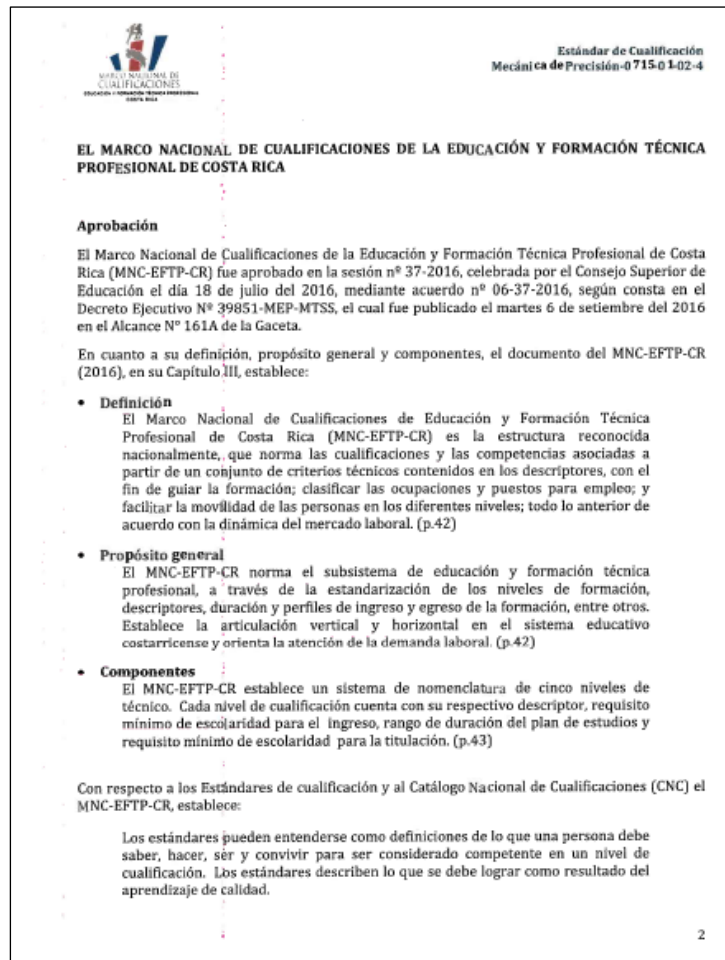 MARCO NACIONAL DE
CUALIFICACIONES
EDUCACIÓN Y FORMACIÓN TÉCNICA PROFESIONAL
COSTA RICA
Estándar de Cualificación
Mecánica de Precisión-0715-01-02-4
EL MARCO NACIONAL DE CUALIFICACIONES DE LA EDUCACIÓN Y FORMACIÓN TÉCNICA
PROFESIONAL DE COSTA RICA
Aprobación
El Marco Nacional de Cualificaciones de la Educación y Formación Técnica Profesional de Costa
Rica (MNC-EFTP-CR) fue aprobado en la sesión nº 37-2016, celebrada por el Consejo Superior de
Educación el día 18 de julio del 2016, mediante acuerdo nº 06-37-2016, según consta en el
Decreto Ejecutivo Nº 39851-MEP-MTSS, el cual fue publicado el martes 6 de setiembre del 2016
en el Alcance N° 161A de la Gaceta.
En cuanto a su definición, propósito general y componentes, el documento del MNC-EFTP-CR
(2016), en su Capítulo III, establece:
• Definición
El Marco Nacional de Cualificaciones de Educación y Formación Técnica
Profesional de Costa Rica (MNC-EFTP-CR) es la estructura reconocida
nacionalmente, que norma las cualificaciones y las competencias asociadas a
partir de un conjunto de criterios técnicos contenidos en los descriptores, con el
fin de guiar la formación; clasificar las ocupaciones y puestos para empleo; y
facilitar la movilidad de las personas en los diferentes niveles; todo lo anterior de
acuerdo con la dinámica del mercado laboral. (p.42)
• Propósito general
El MNC-EFTP-CR norma el subsistema de educación y formación técnica
profesional, a través de la estandarización de los niveles de formación,
descriptores, duración y perfiles de ingreso y egreso de la formación, entre otros.
Establece la articulación vertical y horizontal en el sistema educativo
costarricense y orienta la atención de la demanda laboral. (p.42)
• Componentes
El MNC-EFTP-CR establece un sistema de nomenclatura de cinco niveles de
técnico. Cada nivel de cualificación cuenta con su respectivo descriptor, requisito
mínimo de escolaridad para el ingreso, rango de duración del plan de estudios y
requisito mínimo de escolaridad para la titulación. (p.43)
Con respecto a los Estándares de cualificación y al Catálogo Nacional de Cualificaciones (CNC) el
MNC-EFTP-CR, establece:
Los estándares pueden entenderse como definiciones de lo que una persona debe
saber, hacer, ser y convivir para ser considerado competente en un nivel de
cualificación. Los estándares describen lo que se debe lograr como resultado del
aprendizaje de calidad.
2